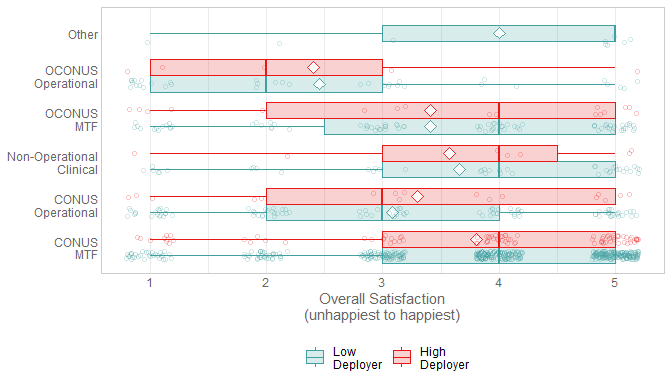 Other
OCONUS
Operational
OCONUS
MTF
Non-Operational
Clinical
CONUS
Operational
CONUS
MTF
1 2 3 4 5
Overall Satisfaction
(unhappiest to happiest)
Low
Deployer
High
Deployer